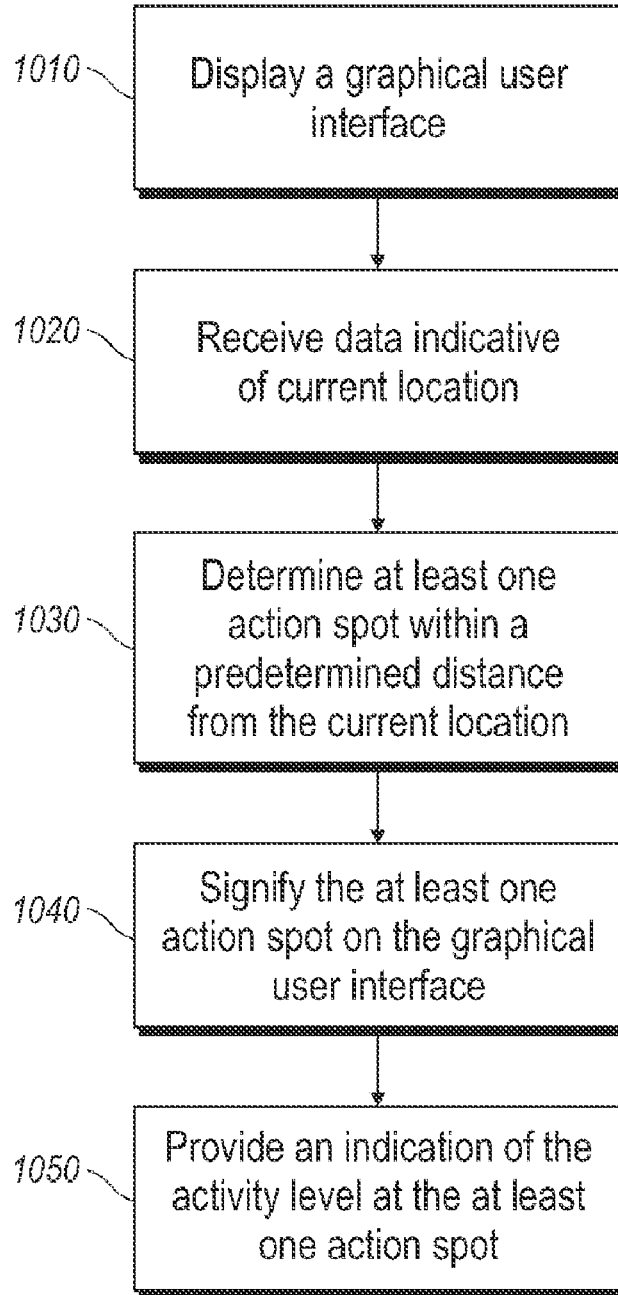 1010
Display a graphical user
interface
1020
Receive data indicative
of current location
1030
Determine at least one
action spot within a
predetermined distance
from the current location
1040
Signify the at least one
action spot on the graphical
user interface
1050
Provide an indication of the
activity level at the at least
one action spot